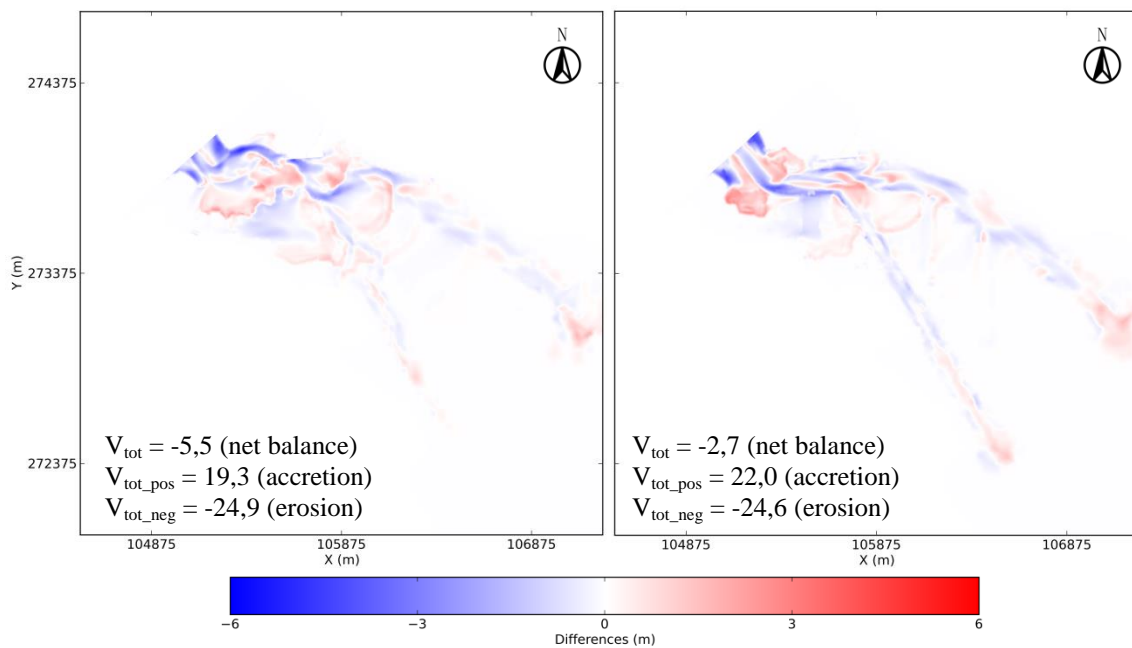 N
N
274375
273375
272375
Y (m)
V_tot = -5,5 (net balance)
V_tot_pos = 19,3 (accretion)
V_tot_neg = -24,9 (erosion)
V_tot = -2,7 (net balance)
V_tot_pos = 22,0 (accretion)
V_tot_neg = -24,6 (erosion)
104875 105875 106875
X (m)
104875 105875 106875
X (m)
−6 −3 0 3 6
Differences (m)